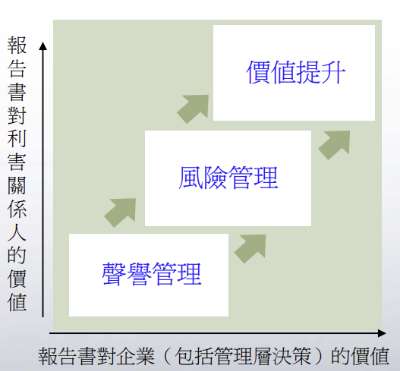 報告書對利害關係人的價值
價值提升
風險管理
聲譽管理
報告書對企業（包括管理層決策）的價值